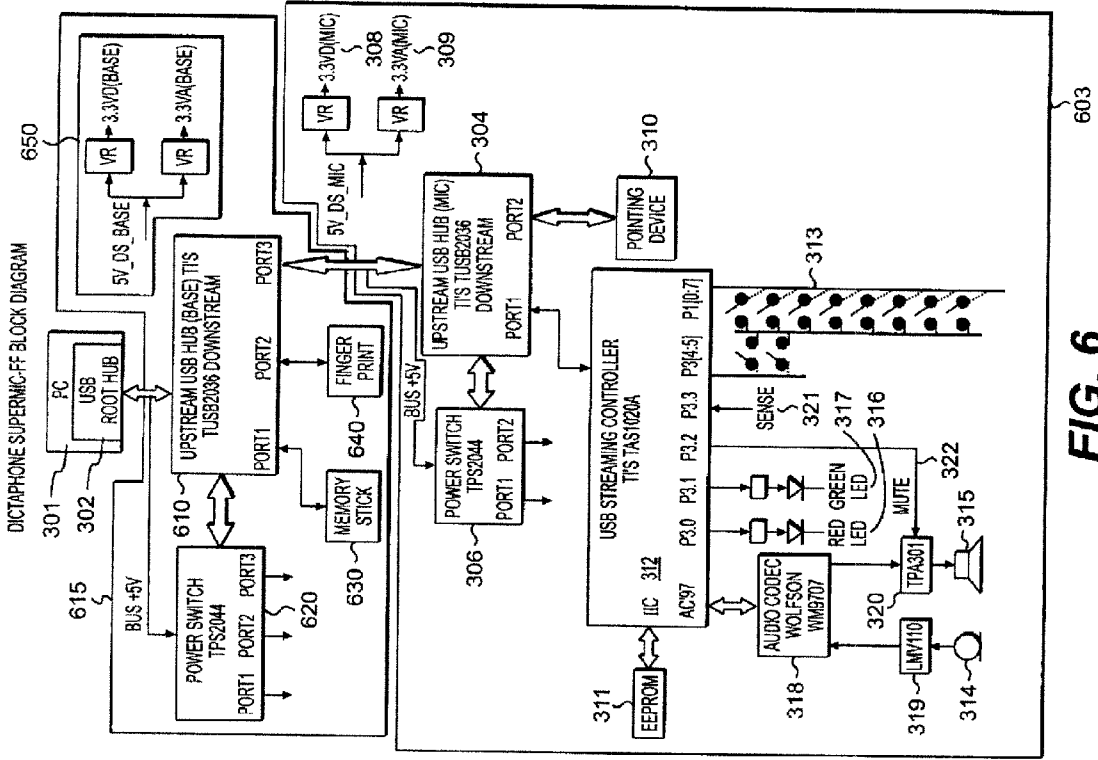 DICTAPHONE SUPERMIC-FF BLOCK DIAGRAM
615
301
PC
302
USB
ROOT HUB
650
5V_DS_BASE
VR
3.3VD(BASE)
VR
3.3VA(BASE)
BUS +5V
610
UPSTREAM USB HUB (BASE) TI'S
TUSB2036 DOWNSTREAM
PORT1
PORT2
PORT3
POWER SWITCH
TPS2044
PORT1
PORT2
PORT3
620
MEMORY
STICK
630
FINGER
PRINT
640
5V_DS_MIC
VR
3.3VD(MIC)
308
VR
3.3VA(MIC)
309
BUS +5V
304
UPSTREAM USB HUB (MIC)
TI'S TUSB2036
DOWNSTREAM
PORT1
PORT2
POWER SWITCH
TPS2044
PORT1
PORT2
306
POINTING
DEVICE
310
USB STREAMING CONTROLLER
TI'S TAS1020A
IIC
312
AC'97
P3.0
P3.1
P3.2
P3.3
P3[4:5]
P1[0:7]
311
EEPROM
AUDIO CODEC
WOLFSON
WM9707
318
RED
LED
GREEN
LED
316
317
SENSE
321
313
MUTE
322
LMV110
319
314
TPA301
320
315
603
FIG. 6